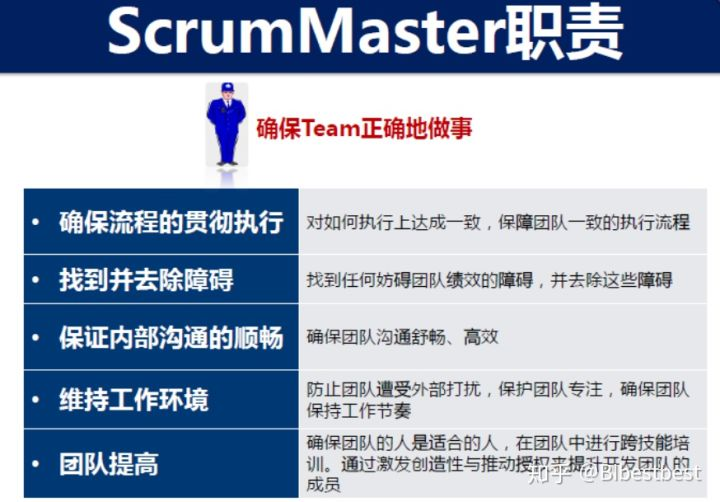 ScrumMaster职责
确保Team正确地做事
• 确保流程的贯彻执行
对如何执行上达成一致，保障团队一致的执行流程
• 找到并去除障碍
找到任何妨碍团队绩效的障碍，并去除这些障碍
• 保证内部沟通的顺畅
确保团队沟通舒畅、高效
• 维持工作环境
防止团队遭受外部打扰，保护团队专注，确保团队
保持工作节奏
• 团队提高
确保团队的人是适合的人，在团队中进行跨技能培
训。通过激发创造性与推动授权来提升开发团队的
成员
知乎 @Bibestbest